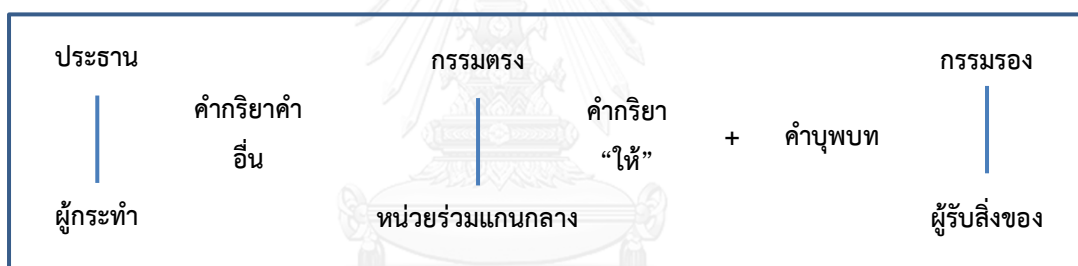 ประธาน กรรมตรง กรรมรอง
คำกริยาคำ คำกริยา
อื่น “ให้” + คำบุพบท
ผู้กระทำ หน่วยร่วมแกนกลาง ผู้รับสิ่งของ